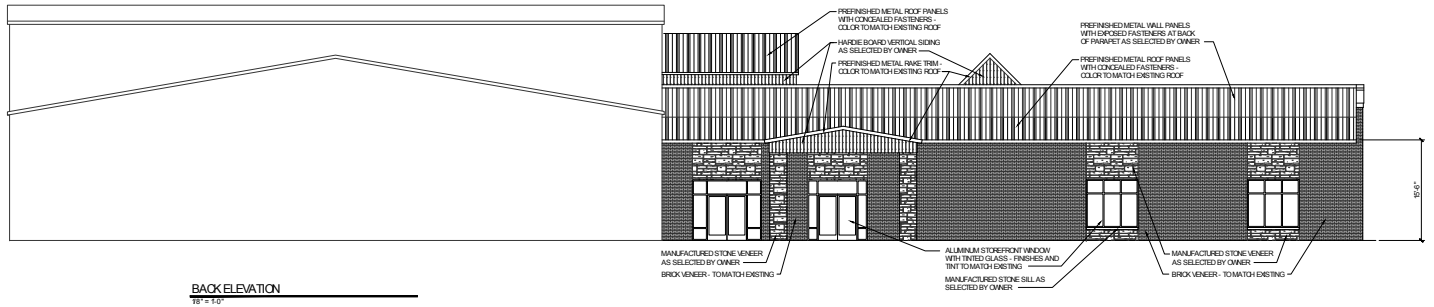 PREFINISHED METAL ROOF PANELS
WITH CONCEALED FASTENERS -
COLOR TO MATCH EXISTING ROOF
HARDIE BOARD VERTICAL SIDING
AS SELECTED BY OWNER
PREFINISHED METAL RAKE TRIM -
COLOR TO MATCH EXISTING ROOF
PREFINISHED METAL WALL PANELS
WITH EXPOSED FASTENERS AT BACK
OF PARAPET AS SELECTED BY OWNER
PREFINISHED METAL ROOF PANELS
WITH CONCEALED FASTENERS -
COLOR TO MATCH EXISTING ROOF
15'-6"
MANUFACTURED STONE VENEER
AS SELECTED BY OWNER
BRICK VENEER - TO MATCH EXISTING
ALUMINUM STOREFRONT WINDOW
WITH TINTED GLASS - FINISHES AND
TINT TO MATCH EXISTING
MANUFACTURED STONE SILL AS
SELECTED BY OWNER
MANUFACTURED STONE VENEER
AS SELECTED BY OWNER
BRICK VENEER - TO MATCH EXISTING
BACK ELEVATION
1/8" = 1'-0"